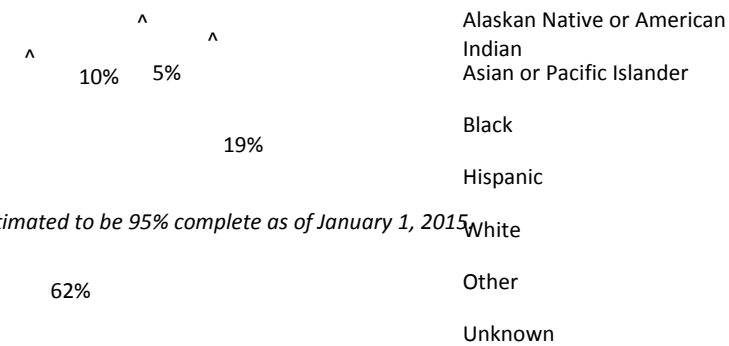 ^
^
^
10%
5%
19%
62%
timated to be 95% complete as of January 1, 2015.
Alaskan Native or American
Indian
Asian or Pacific Islander
Black
Hispanic
White
Other
Unknown